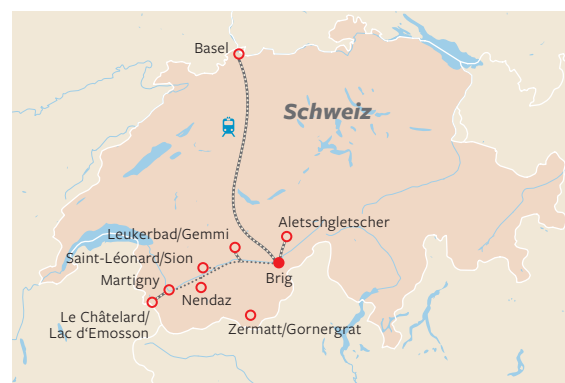 Basel
Schweiz
Aletschgletscher
Leukerbad/Gemmi
Saint-Léonard/Sion
Martigny
Brig
Nendaz
Le Châtelard/
Lac d‘Emosson
Zermatt/Gornergrat